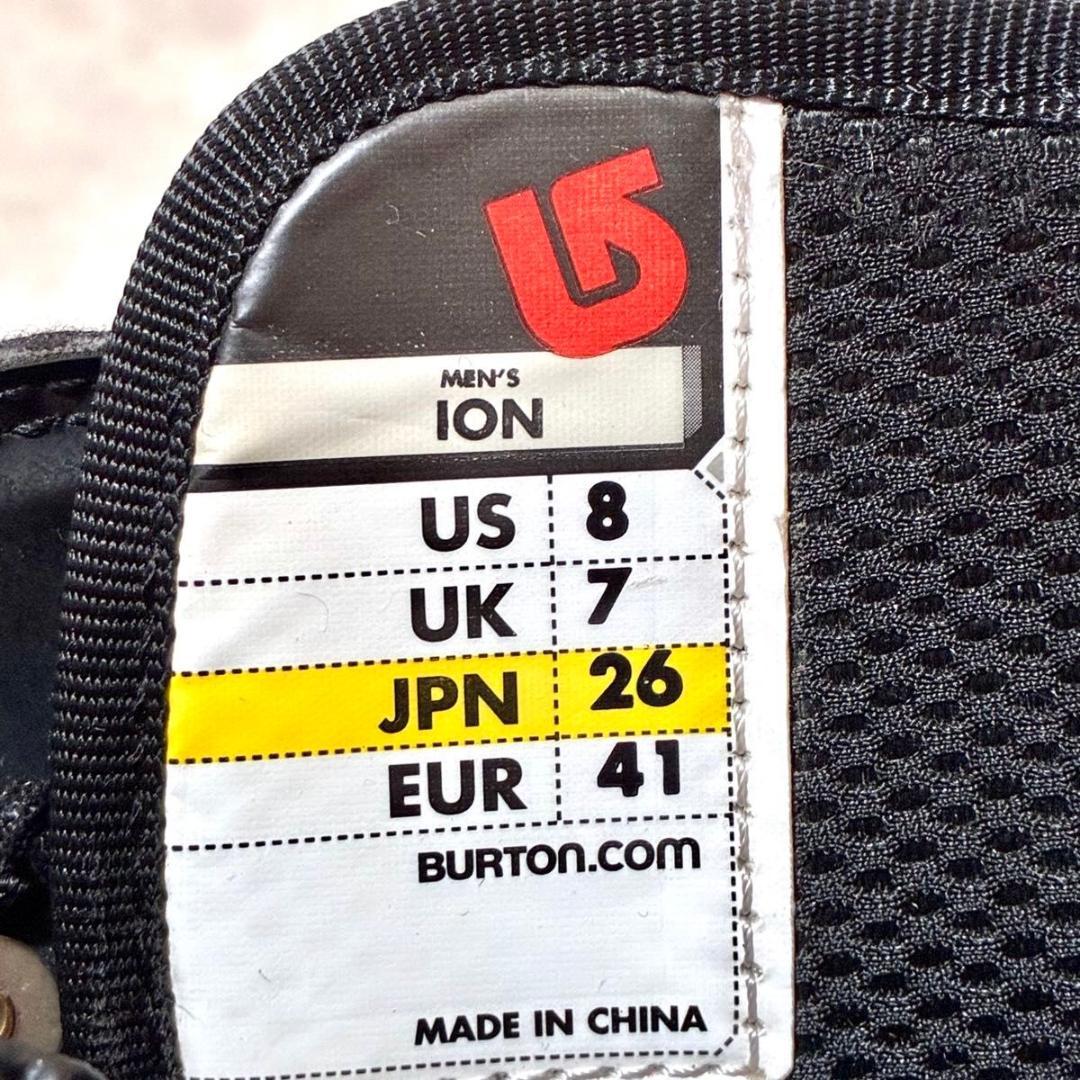 MEN'S
ION
US 8
UK 7
JPN 26
EUR 41
BURTON.COM
MADE IN CHINA